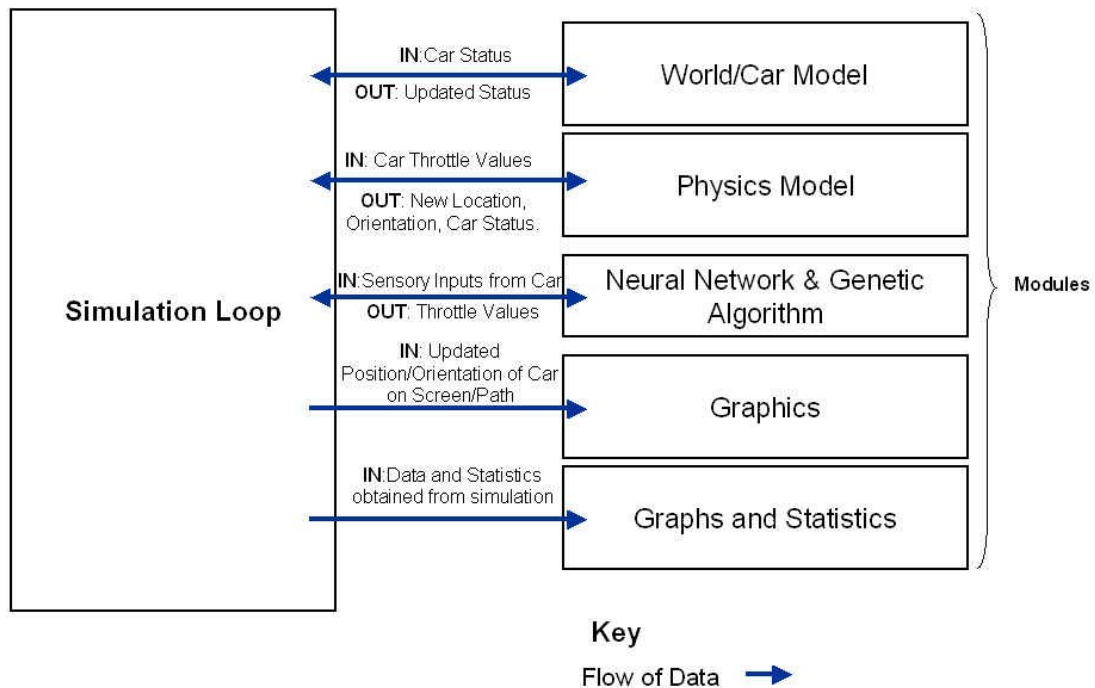 Simulation Loop
IN:Car Status
OUT: Updated Status
World/Car Model
IN: Car Throttle Values
OUT: New Location,
Orientation, Car Status.
Physics Model
IN:Sensory Inputs from Car
OUT: Throttle Values
Neural Network & Genetic
Algorithm
IN: Updated
Position/Orientation of Car
on Screen/Path
Graphics
IN:Data and Statistics
obtained from simulation
Graphs and Statistics
Modules
Key
Flow of Data